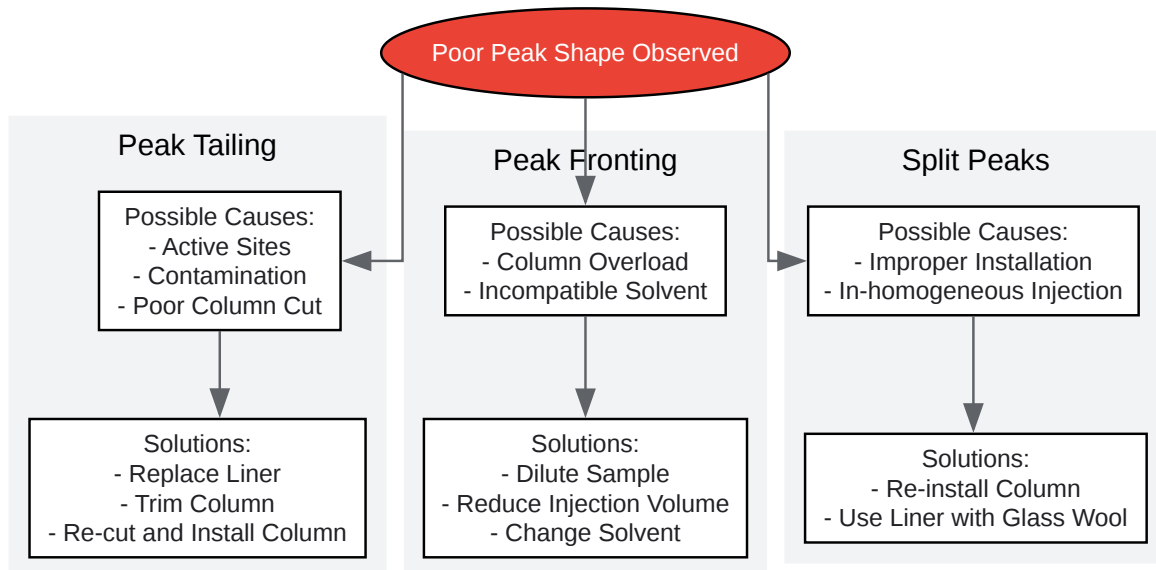 Poor Peak Shape Observed
Peak Tailing
Possible Causes:
- Active Sites
- Contamination
- Poor Column Cut
Solutions:
- Replace Liner
- Trim Column
- Re-cut and Install Column
Peak Fronting
Possible Causes:
- Column Overload
- Incompatible Solvent
Solutions:
- Dilute Sample
- Reduce Injection Volume
- Change Solvent
Split Peaks
Possible Causes:
- Improper Installation
- In-homogeneous Injection
Solutions:
- Re-install Column
- Use Liner with Glass Wool